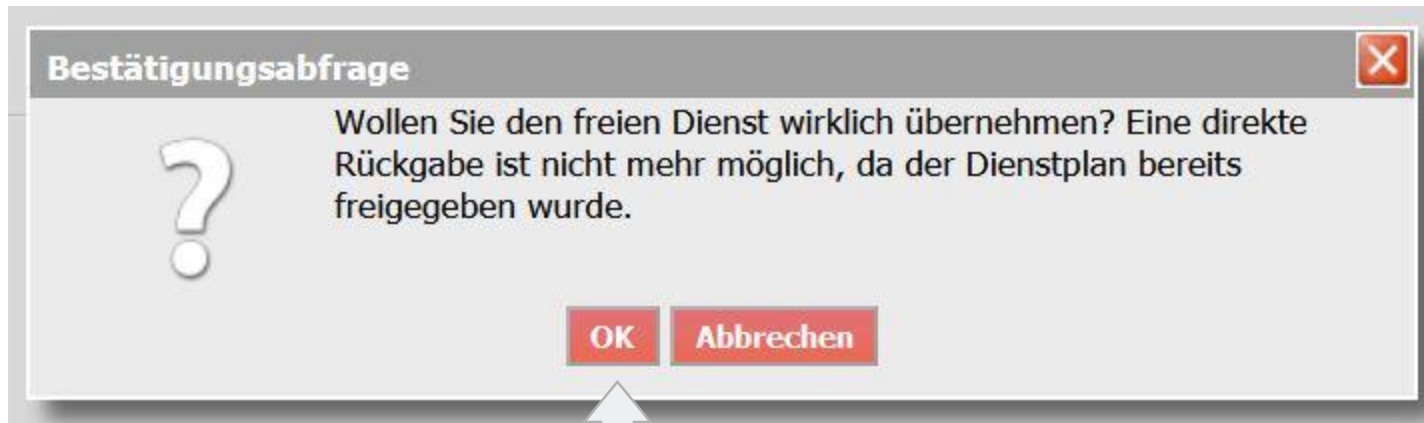 Bestätigungsabfrage
Wollen Sie den freien Dienst wirklich übernehmen? Eine direkte
Rückgabe ist nicht mehr möglich, da der Dienstplan bereits
freigegeben wurde.
OK Abbrechen